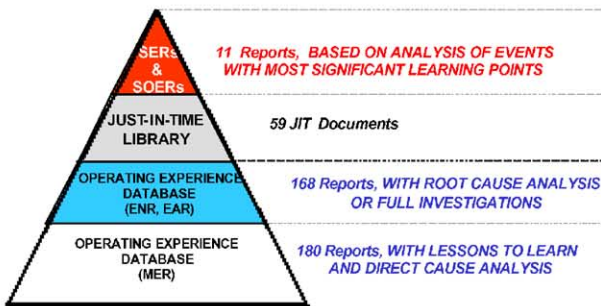 SERs
&
SOERs
11 Reports, BASED ON ANALYSIS OF EVENTS
WITH MOST SIGNIFICANT LEARNING POINTS
JUST-IN-TIME
LIBRARY
59 JIT Documents
OPERATING EXPERIENCE
DATABASE
(ENR, EAR)
168 Reports, WITH ROOT CAUSE ANALYSIS
OR FULL INVESTIGATIONS
OPERATING EXPERIENCE
DATABASE
(MER)
180 Reports, WITH LESSONS TO LEARN
AND DIRECT CAUSE ANALYSIS